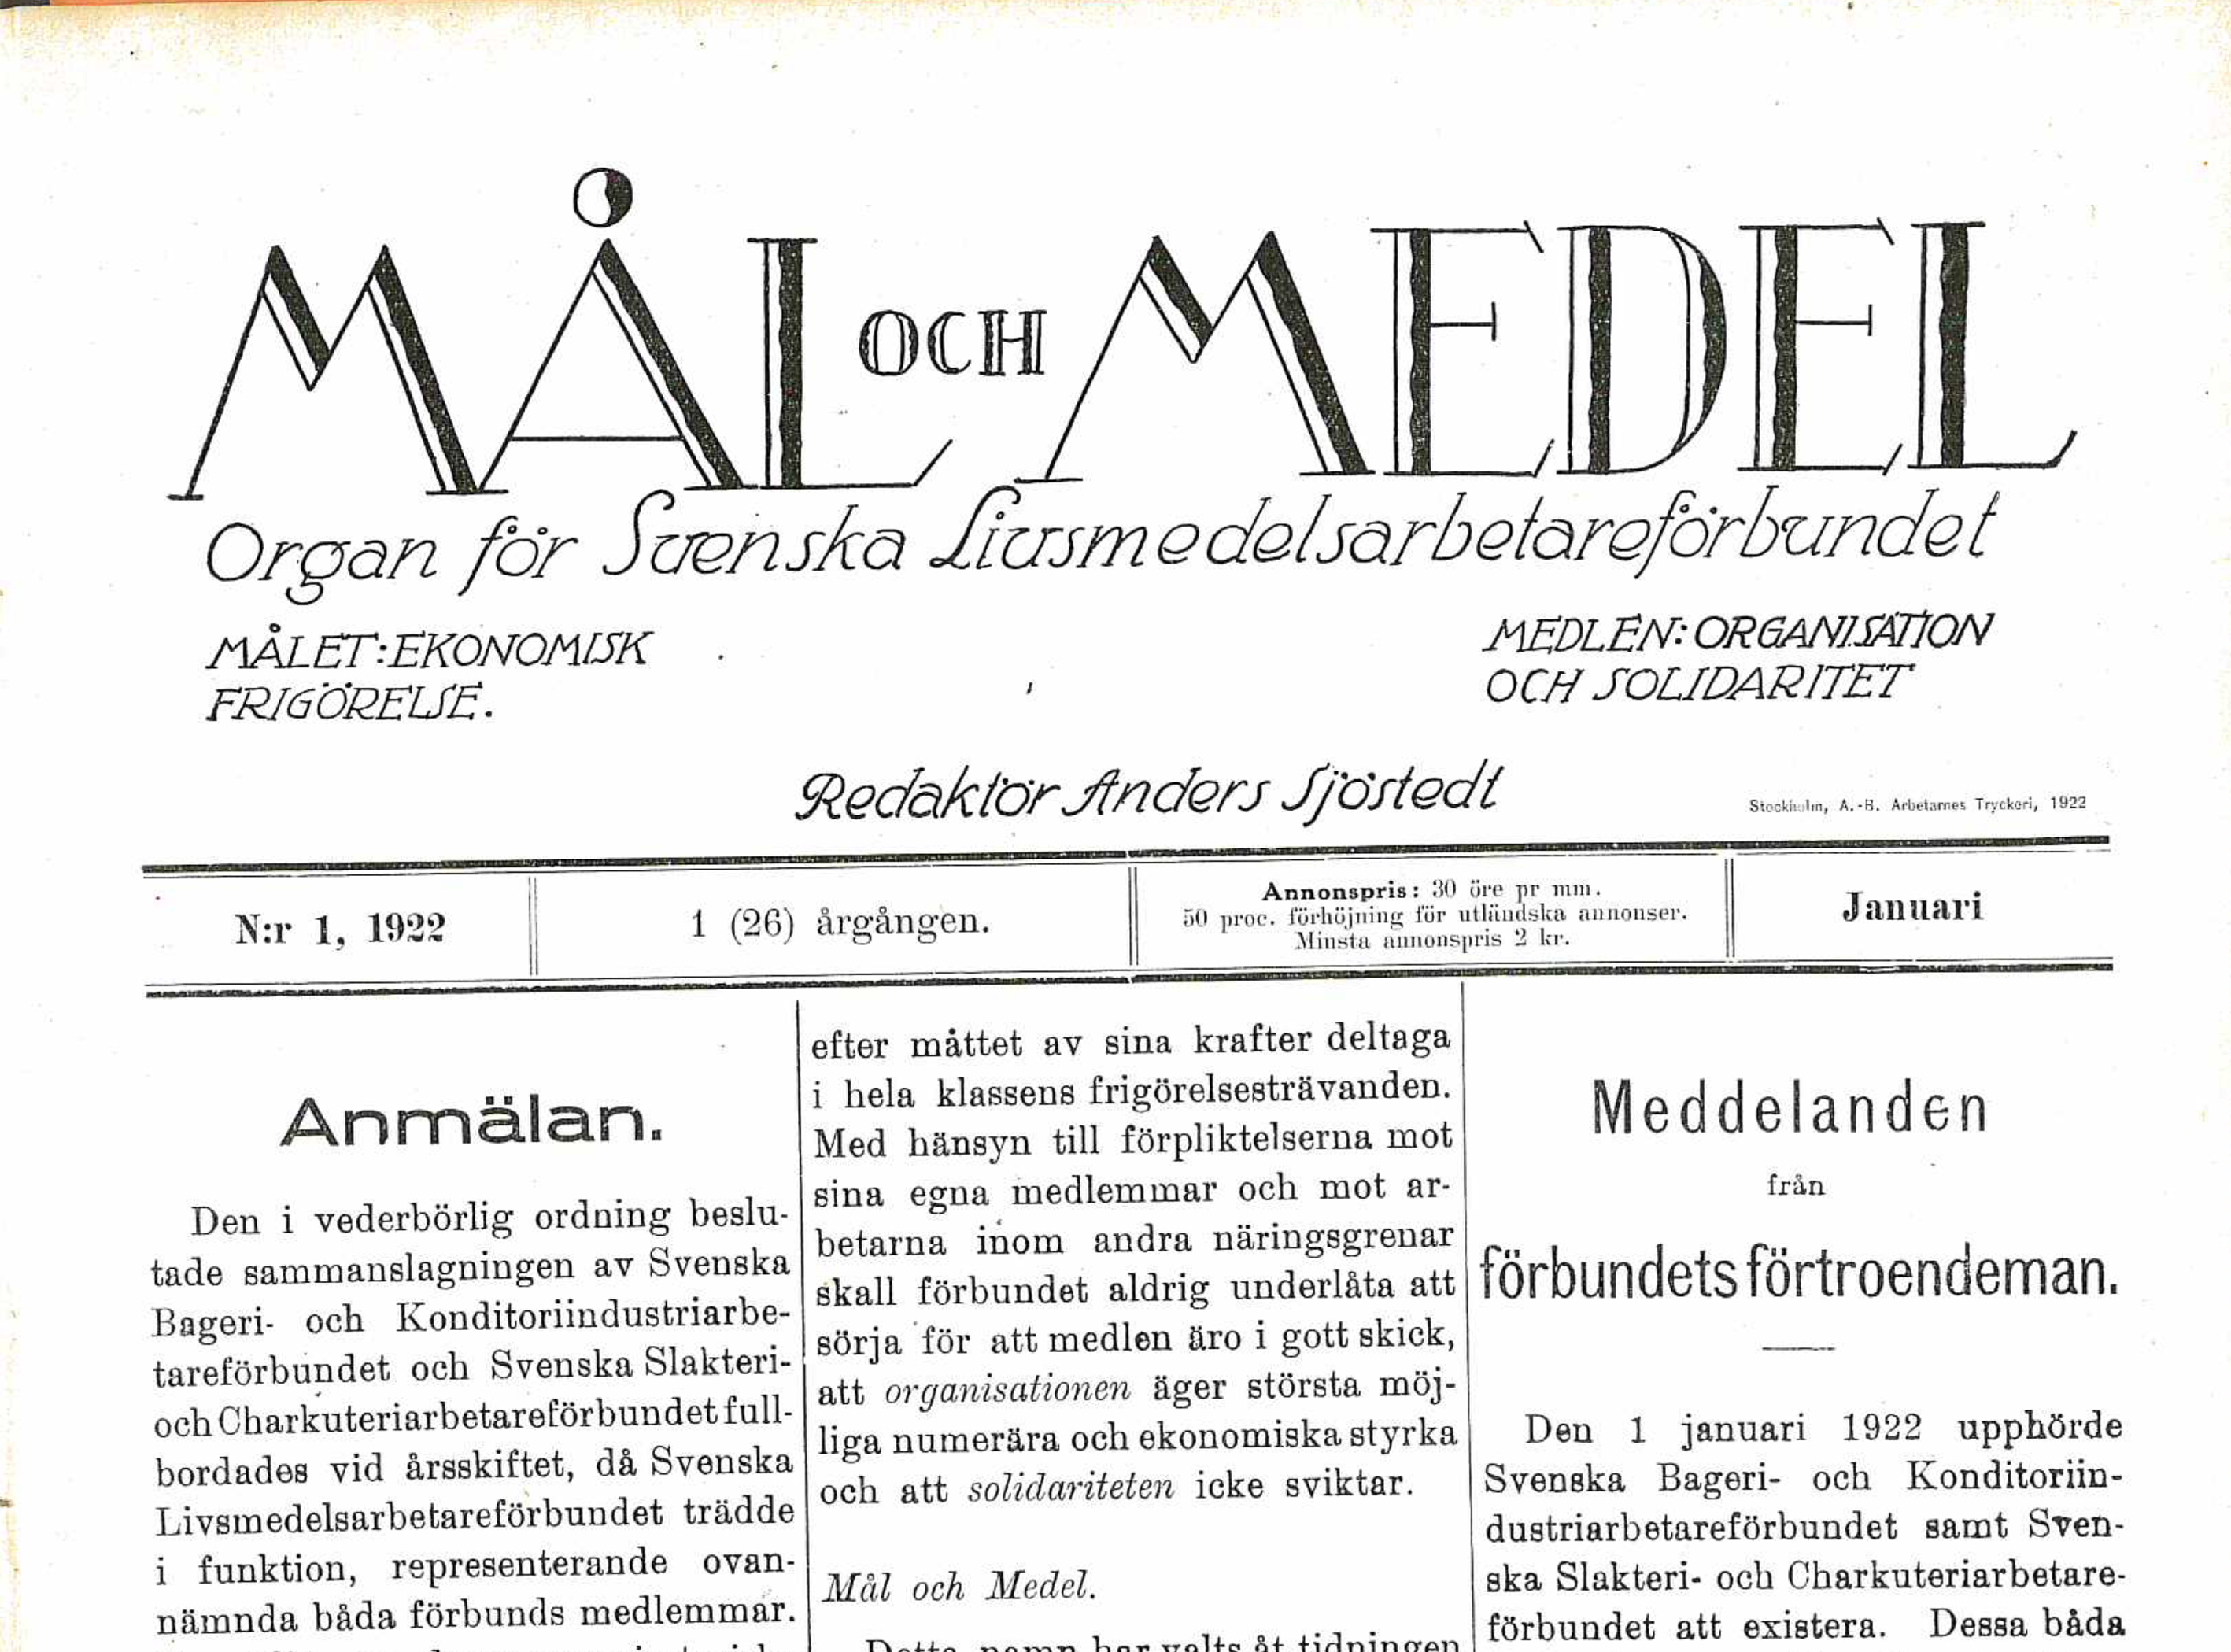 MÅL OCH MEDEL
Organ för Svenska Livsmedelsarbetareförbundet
MÅLET: EKONOMISK
FRIGÖRELSE.
MEDLEN: ORGANISATION
OCH SOLIDARITET
Redaktör Anders Sjöstedt
Stockholm, A.-B. Arbetarnes Tryckeri, 1922
N:r 1, 1922
1 (26) årgången.
Annonspris: 30 öre pr mm.
50 proc. förhöjning för utländska annonser.
Minsta annonspris 2 kr.
Januari
Anmälan.
Den i vederbörlig ordning beslu-
tade sammanslagningen av Svenska
Bageri- och Konditoriindustriarbe-
tareförbundet och Svenska Slakteri-
och Charkuteriarbetareförbundet full-
bordades vid årsskiftet, då Svenska
Livsmedelsarbetareförbundet trädde
i funktion, representerande ovan-
nämnda båda förbunds medlemmar.
efter måttet av sina krafter deltaga
i hela klassens frigörelsesträvanden.
Med hänsyn till förpliktelserna mot
sina egna medlemmar och mot ar-
betarna inom andra näringsgrenar
skall förbundet aldrig underlåta att
sörja för att medlen äro i gott skick,
att organisationen äger största möj-
liga numerära och ekonomiska styrka
och att solidariteten icke sviktar.
Mål och Medel.
Detta namn har valts åt tidningen
Meddelanden
från
förbundets förtroendeman.
Den 1 januari 1922 upphörde
Svenska Bageri- och Konditoriin-
dustriarbetareförbundet samt Sven-
ska Slakteri- och Charkuteriarbetare-
förbundet att existera. Dessa båda